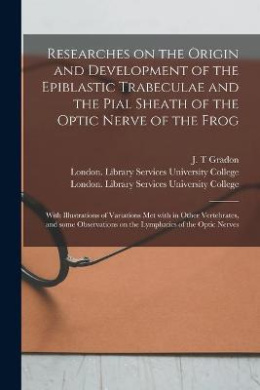 Researches on the Origin
and Development of the
Epiblastic Trabeculae and
the Pial Sheath of the
Optic Nerve of the Frog
J. T Gradon
London. Library Services University College
London. Library Services University College
With Illustrations of Variations Met with in Other Vertebrates,
and some Observations on the Lymphatics of the Optic Nerves